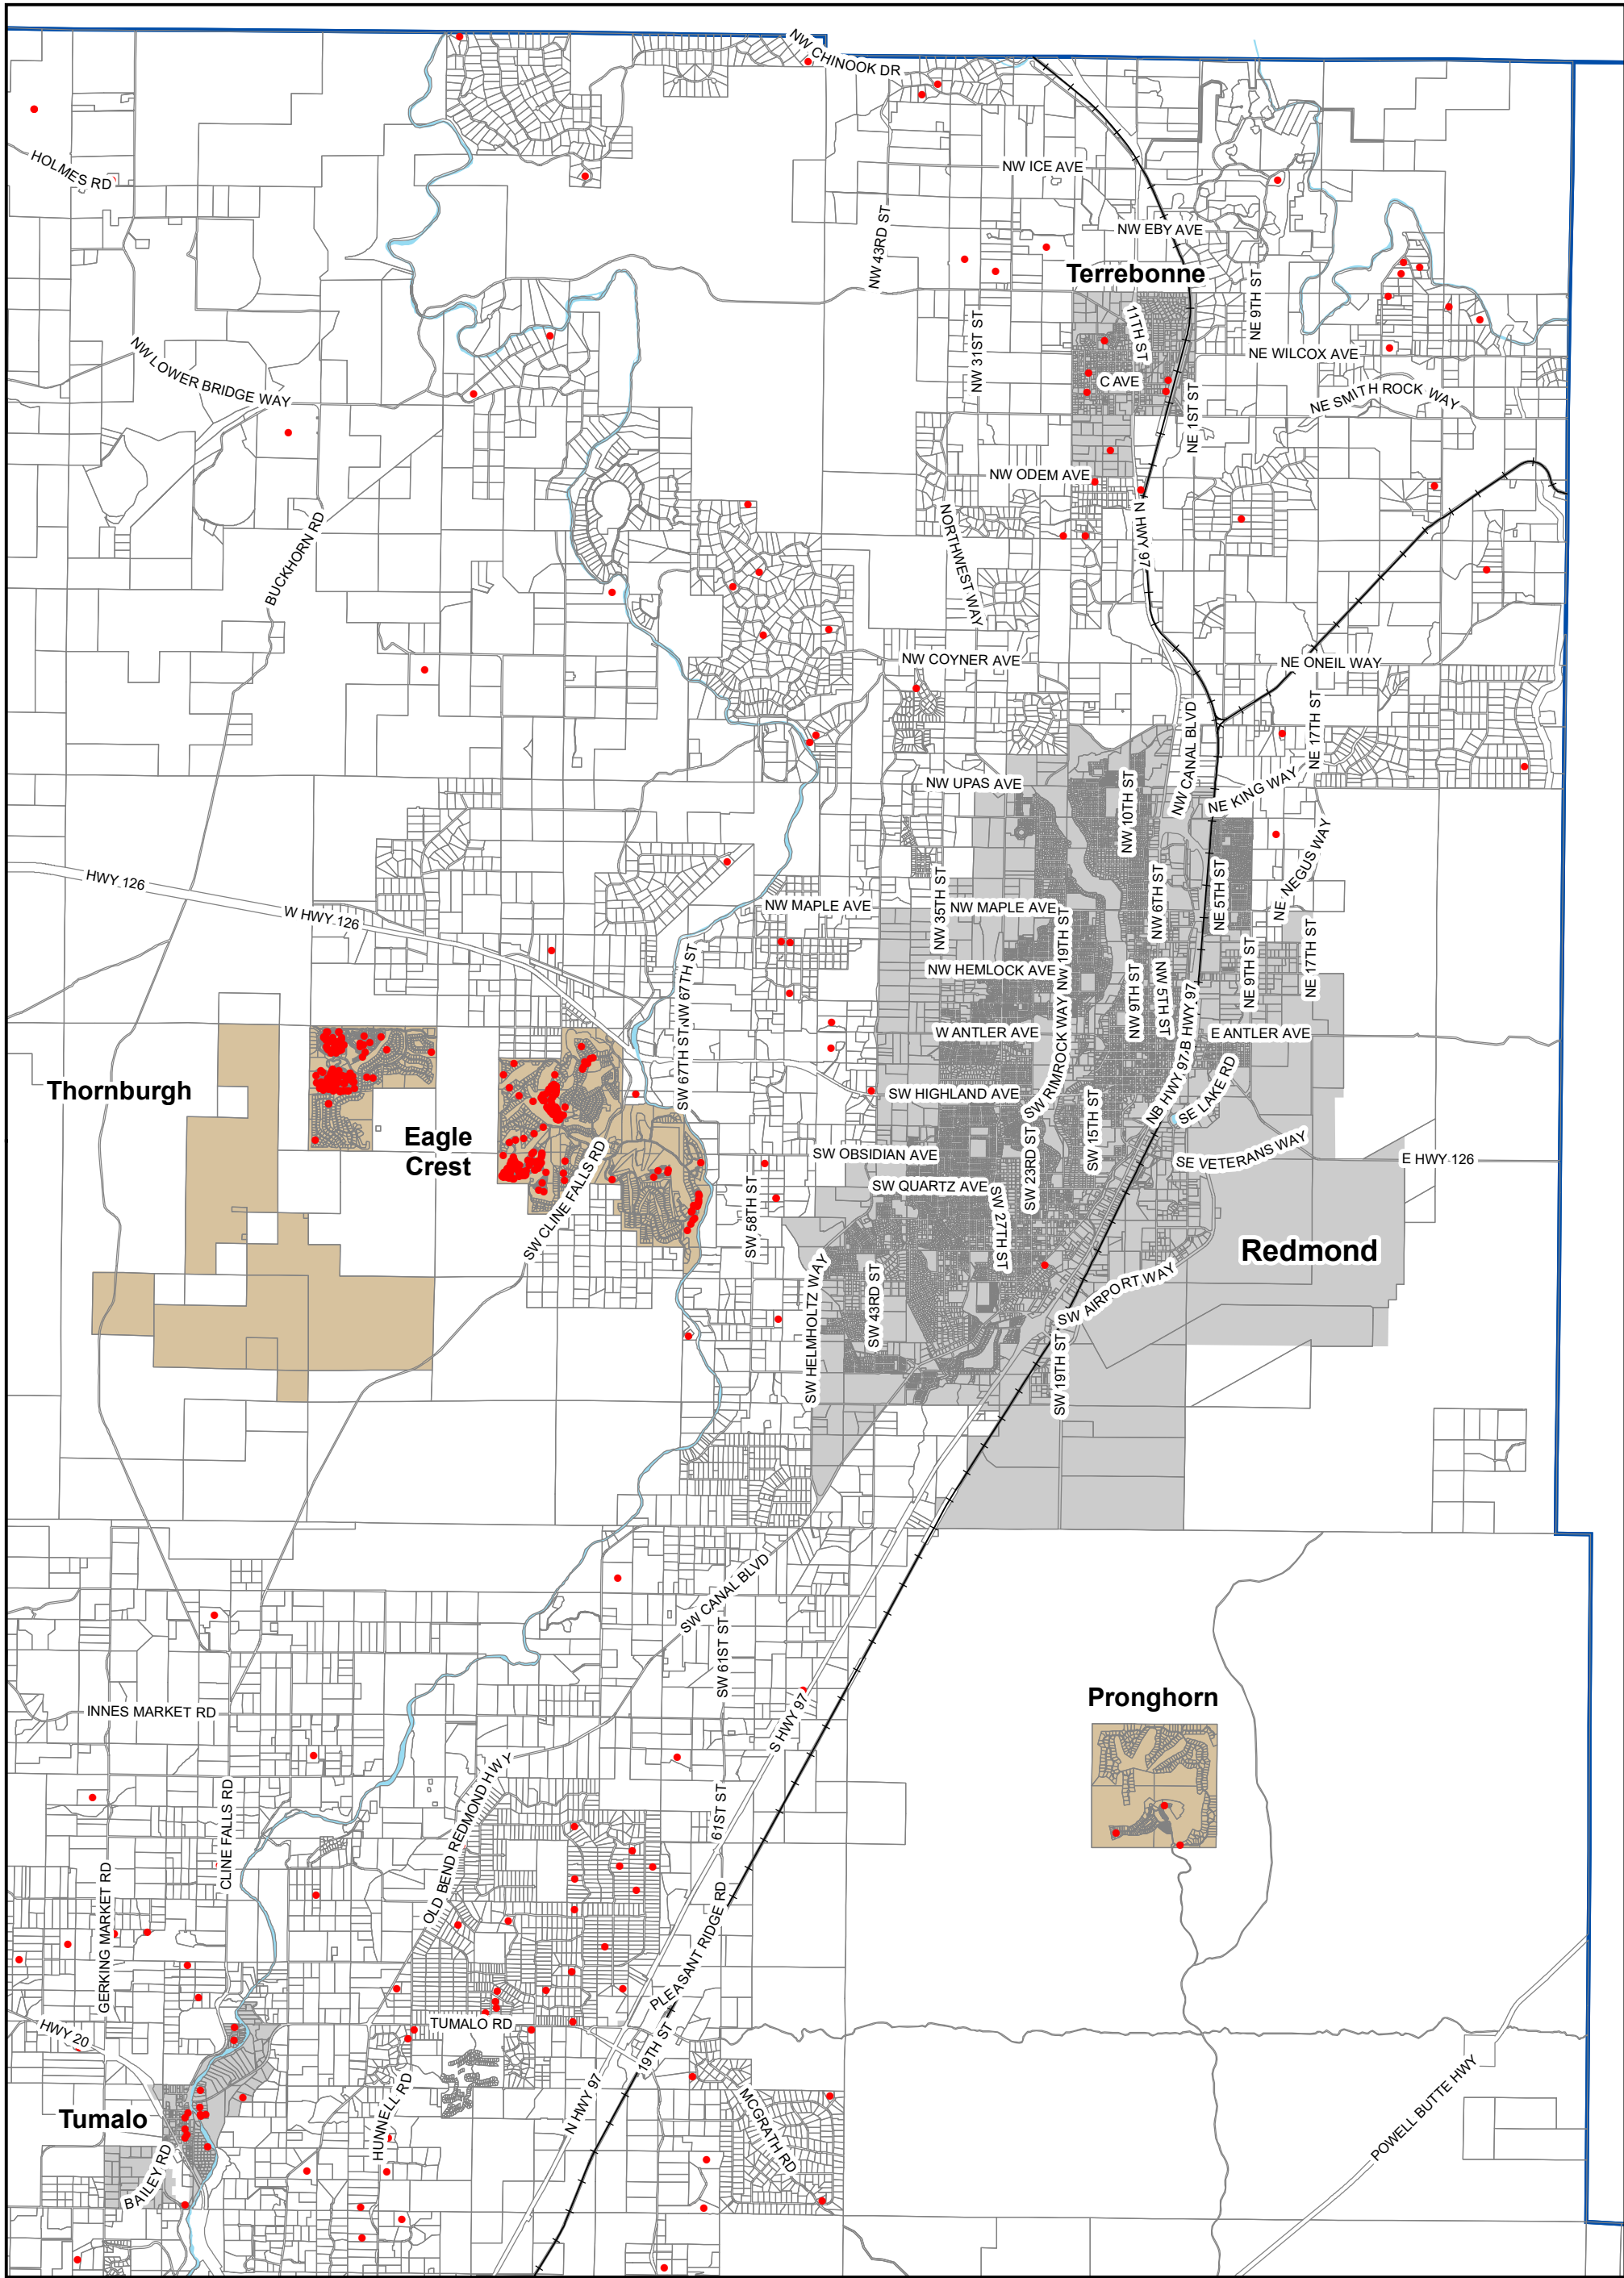 NW CHINOOK DR
HOLMES RD
NW ICE AVE
NW 43RD ST
NW EBY AVE
Terrebonne
NE 9TH ST
11TH ST
NW 31ST ST
NE WILCOX AVE
NW LOWER BRIDGE WAY
C AVE
NE SMITH ROCK WAY
NE 1ST ST
NW ODEM AVE
N HWY 97
NORTHWEST WAY
BUCKHORN RD
NW COYNER AVE
NE ONEIL WAY
NE 17TH ST
NW CANAL BLVD
NW UPAS AVE
NW 10TH ST
NE KING WAY
HWY 126
NE NEGUS WAY
NW 35TH ST
NW 6TH ST
NE 5TH ST
W HWY 126
NW MAPLE AVE
NW MAPLE AVE
NW 19TH ST
NW 67TH ST
NW HEMLOCK AVE
NW 9TH ST
NW 5TH ST
NE 9TH ST
NE 17TH ST
W ANTLER AVE
E ANTLER AVE
NB HWY 97
B HWY 97
SW 67TH ST
Thornburgh
SW HIGHLAND AVE
SW RIMROCK WAY
SE LAKE RD
SW 15TH ST
Eagle
Crest
SW OBSIDIAN AVE
SE VETERANS WAY
E HWY 126
SW CLINE FALLS RD
SW 23RD ST
SW QUARTZ AVE
SW 27TH ST
SW 58TH ST
Redmond
SW HELMHOLTZ WAY
SW 43RD ST
SW AIRPORT WAY
SW 19TH ST
SW CANAL BLVD
SW 61ST ST
Pronghorn
INNES MARKET RD
S HWY 97
CLINE FALLS RD
OLD BEND REDMOND HWY
61ST ST
GERKING MARKET RD
PLEASANT RIDGE RD
HWY 20
TUMALO RD
19TH ST
Tumalo
HUNNELL RD
N HWY 97
MCGRATH RD
POWELL BUTTE HWY
BAILEY RD